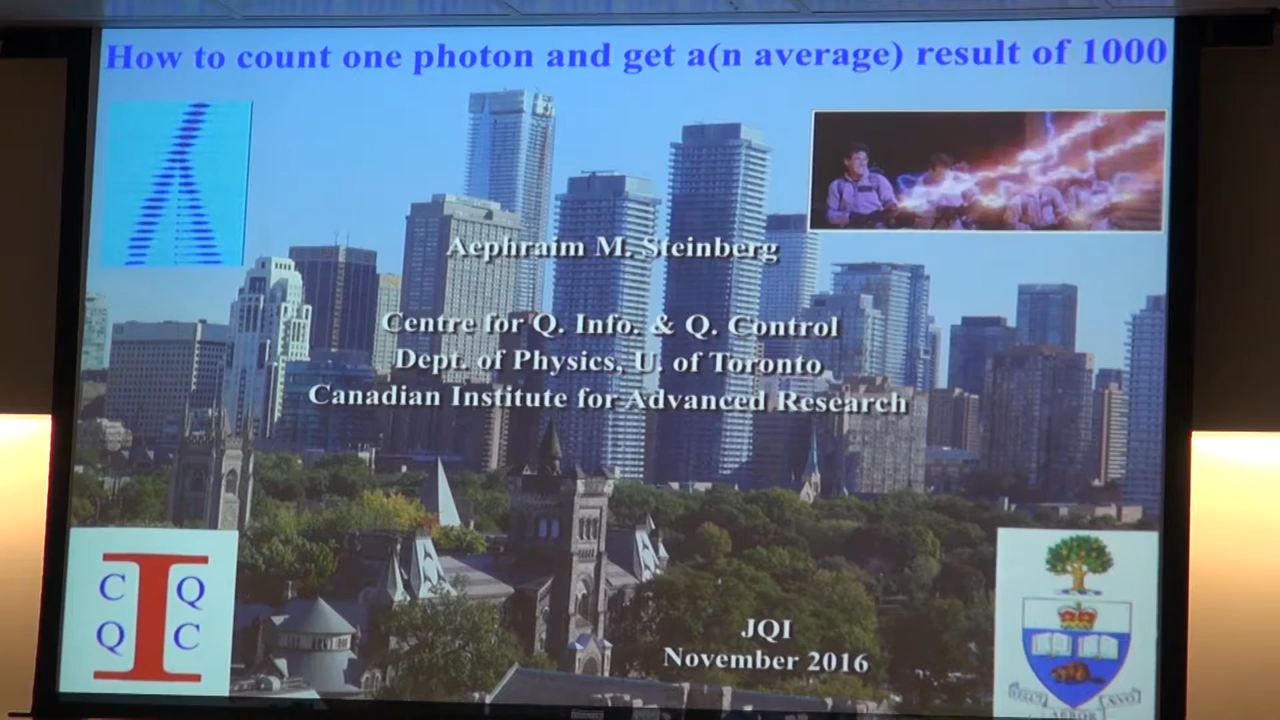 How to count one photon and get a(n average) result of 1000
Aephraim M. Steinberg
Centre for Q. Info. & Q. Control
Dept. of Physics, U. of Toronto
Canadian Institute for Advanced Research
C I Q
Q C
JQI
November 2016